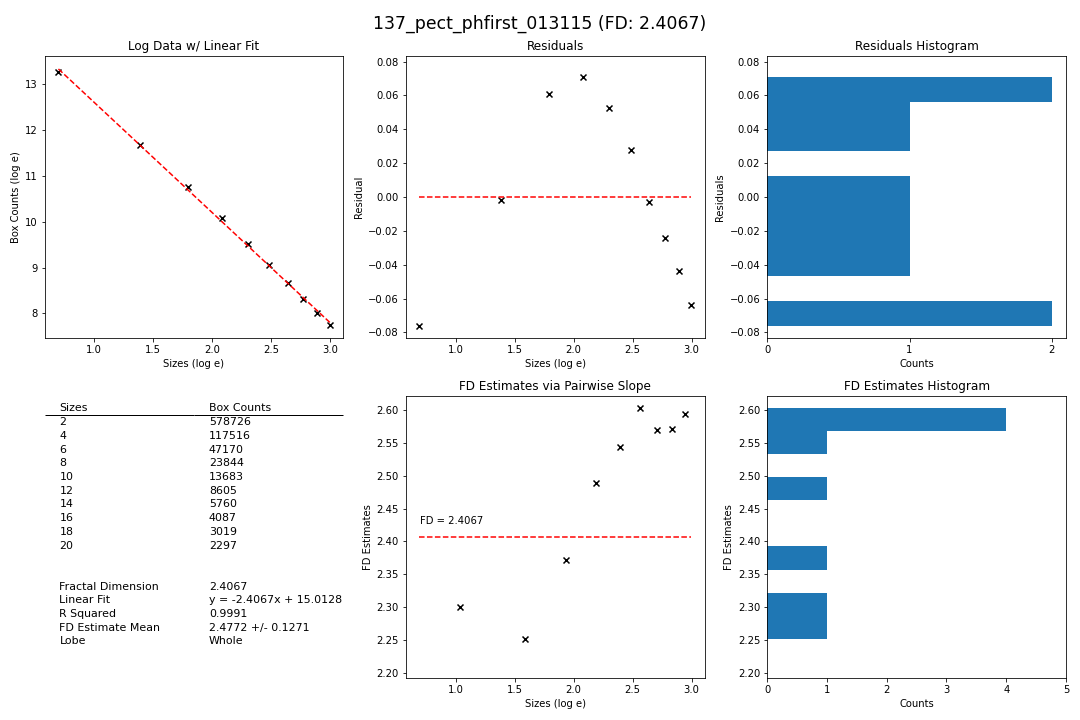 137_pect_phfirst_013115 (FD: 2.4067)
Log Data w/ Linear Fit
Box Counts (log e)
13
12
11
10
9
8
1.0 1.5 2.0 2.5 3.0
Sizes (log e)
Residuals
Residual
0.08
0.06
0.04
0.02
0.00
−0.02
−0.04
−0.06
−0.08
1.0 1.5 2.0 2.5 3.0
Sizes (log e)
Residuals Histogram
Residuals
0.08
0.06
0.04
0.02
0.00
−0.02
−0.04
−0.06
−0.08
0 1 2
Counts
Sizes Box Counts
2 578726
4 117516
6 47170
8 23844
10 13683
12 8605
14 5760
16 4087
18 3019
20 2297
Fractal Dimension 2.4067
Linear Fit y = -2.4067x + 15.0128
R Squared 0.9991
FD Estimate Mean 2.4772 +/- 0.1271
Lobe Whole
FD Estimates via Pairwise Slope
FD Estimates
2.60
2.55
2.50
2.45
2.40
2.35
2.30
2.25
2.20
FD = 2.4067
1.0 1.5 2.0 2.5 3.0
Sizes (log e)
FD Estimates Histogram
FD Estimates
2.60
2.55
2.50
2.45
2.40
2.35
2.30
2.25
2.20
0 1 2 3 4 5
Counts